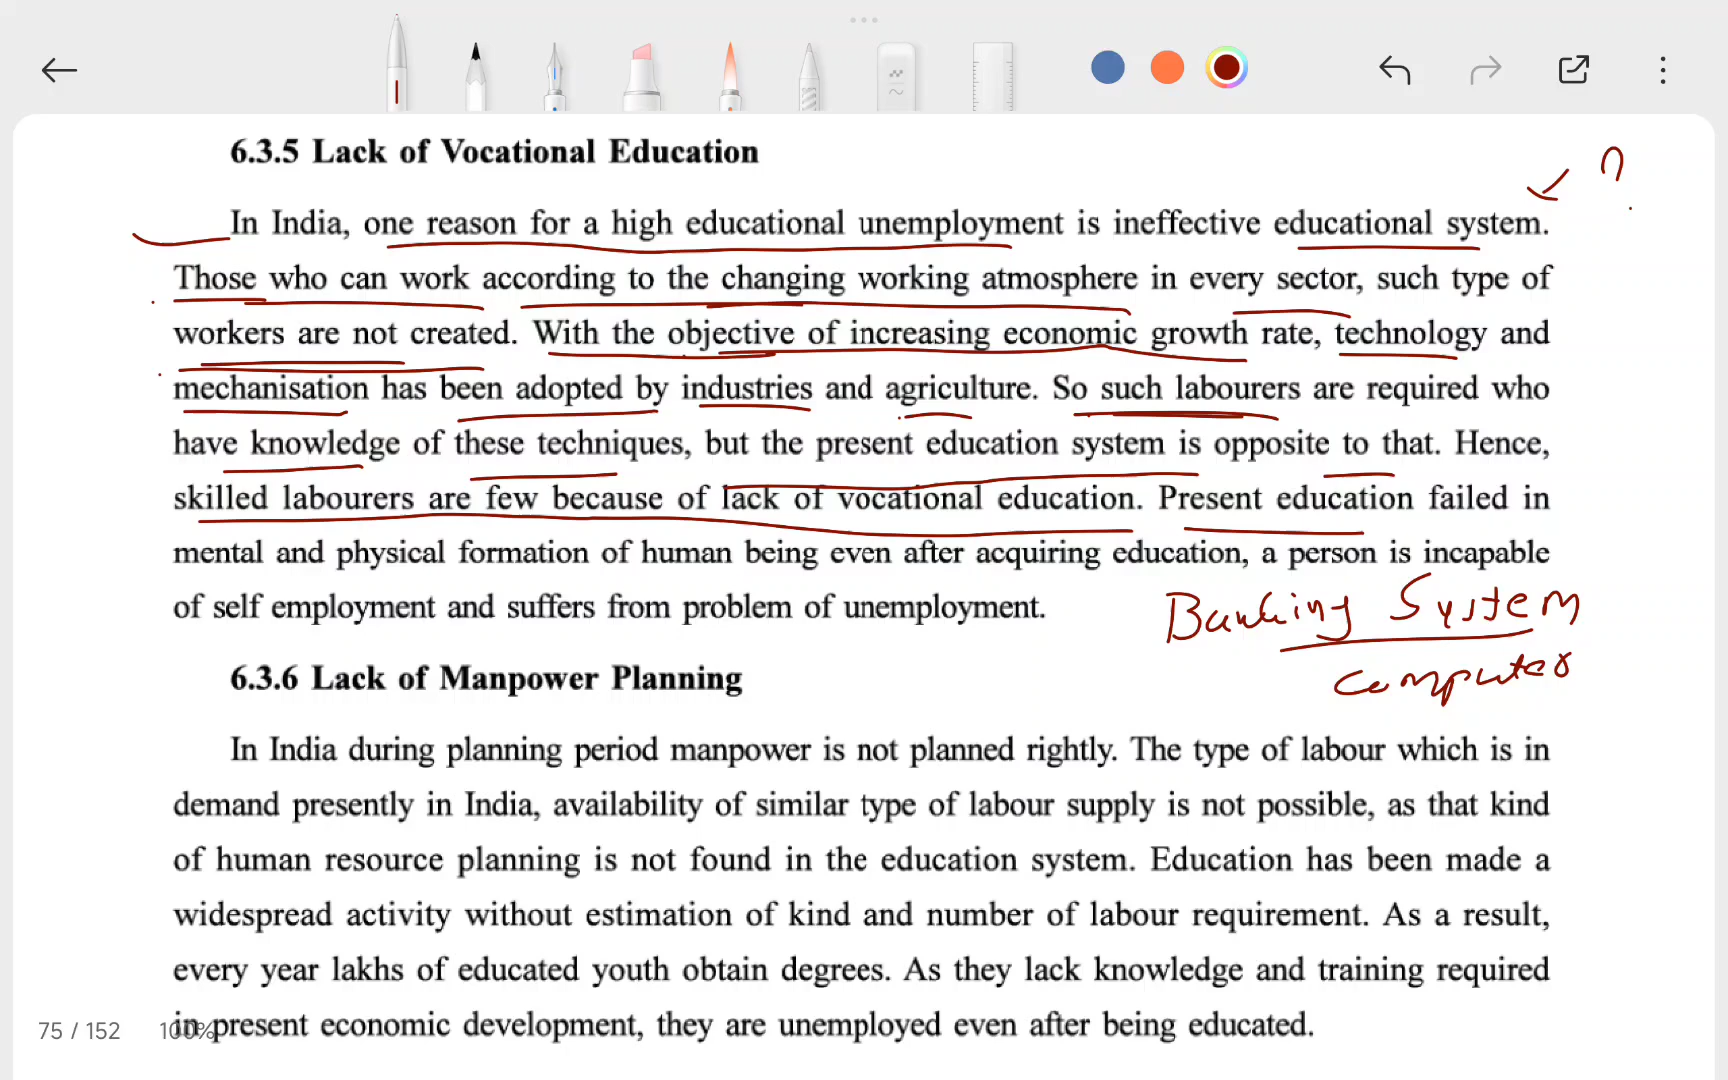 6.3.5 Lack of Vocational Education
?
In India, one reason for a high educational unemployment is ineffective educational system.
Those who can work according to the changing working atmosphere in every sector, such type of
workers are not created. With the objective of increasing economic growth rate, technology and
mechanisation has been adopted by industries and agriculture. So such labourers are required who
have knowledge of these techniques, but the present education system is opposite to that. Hence,
skilled labourers are few because of lack of vocational education. Present education failed in
mental and physical formation of human being even after acquiring education, a person is incapable
of self employment and suffers from problem of unemployment.
Banking System
computer
6.3.6 Lack of Manpower Planning
In India during planning period manpower is not planned rightly. The type of labour which is in
demand presently in India, availability of similar type of labour supply is not possible, as that kind
of human resource planning is not found in the education system. Education has been made a
widespread activity without estimation of kind and number of labour requirement. As a result,
every year lakhs of educated youth obtain degrees. As they lack knowledge and training required
in present economic development, they are unemployed even after being educated.
75 / 152 100%